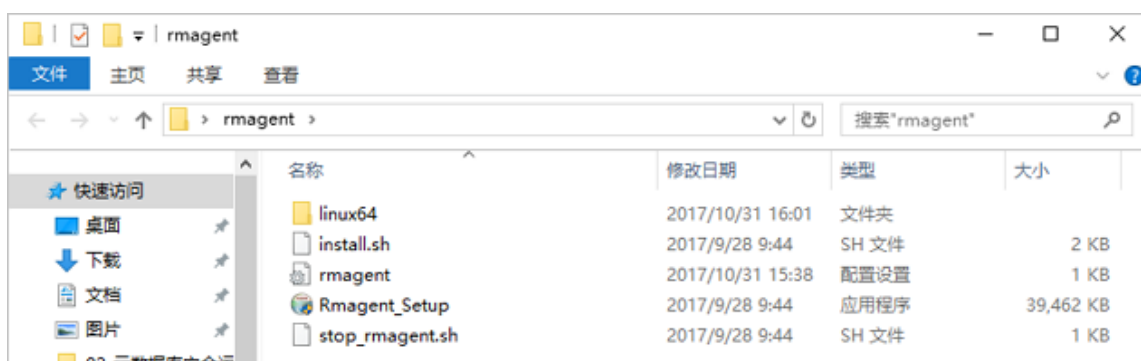 rmagent
文件 主页 共享 查看
rmagent
搜索"rmagent"
名称 修改日期 类型 大小
快速访问
桌面
下载
文档
图片
linux64 2017/10/31 16:01 文件夹
install.sh 2017/9/28 9:44 SH 文件 2 KB
rmagent 2017/10/31 15:38 配置设置 1 KB
Rmagent_Setup 2017/9/28 9:44 应用程序 39,462 KB
stop_rmagent.sh 2017/9/28 9:44 SH 文件 1 KB